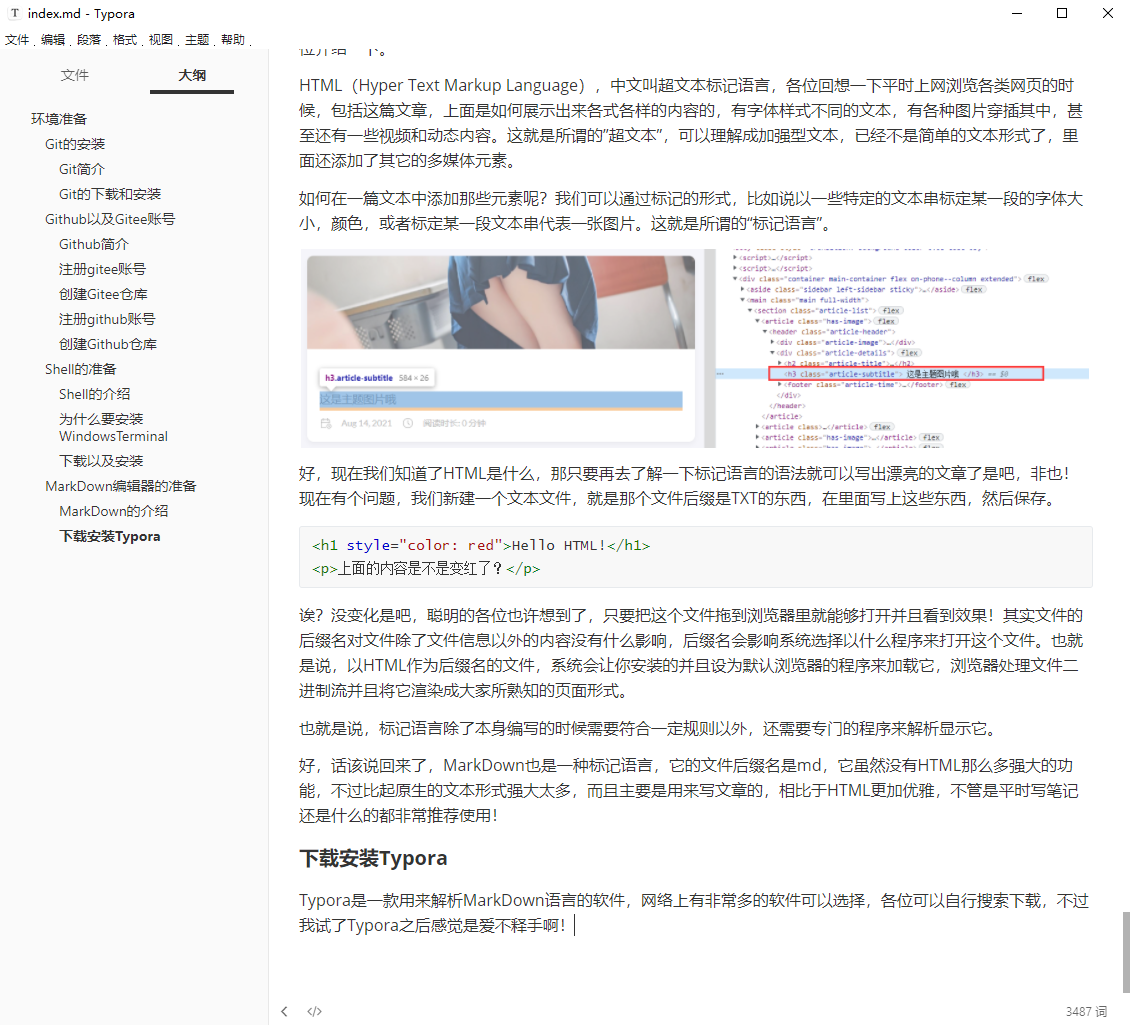 index.md - Typora
文件 编辑 段落 格式 视图 主题 帮助
文件 大纲
环境准备
Git的安装
Git简介
Git的下载和安装
Github以及Gitee账号
Github简介
注册gitee账号
创建Gitee仓库
注册github账号
创建Github仓库
Shell的准备
Shell的介绍
为什么要安装
WindowsTerminal
下载以及安装
MarkDown编辑器的准备
MarkDown的介绍
下载安装Typora
HTML（Hyper Text Markup Language），中文叫超文本标记语言，各位回想一下平时上网浏览各类网页的时
候，包括这篇文章，上面是如何展示出来各式各样的内容的，有字体样式不同的文本，有各种图片穿插其中，甚
至还有一些视频和动态内容。这就是所谓的”超文本”，可以理解成加强型文本，已经不是简单的文本形式了，里
面还添加了其它的多媒体元素。
如何在一篇文本中添加那些元素呢？我们可以通过标记的形式，比如说以一些特定的文本串标定某一段的字体大
小，颜色，或者标定某一段文本串代表一张图片。这就是所谓的“标记语言”。
h3.article-subtitle 584 × 26
这是主题图片哦
Aug 14, 2021 阅读时长: 0 分钟
<script>…</script>
<script>…</script>
<div class="container main-container flex on-phone--column extended"> flex
<aside class="sidebar left-sidebar sticky">…</aside> flex
<main class="main full-width">
<section class="article-list"> flex
<article class="has-image"> flex
<header class="article-header">
<div class="article-image">…</div>
<div class="article-details"> flex
<h2 class="article-title">…</h2>
<h3 class="article-subtitle"> 这是主题图片哦 </h3> == $0
<footer class="article-time">…</footer> flex
</div>
</header>
</article>
<article class>…</article> flex
<article class="has-image">…</article> flex
<article class="has-image">…</article> flex
好，现在我们知道了HTML是什么，那只要再去了解一下标记语言的语法就可以写出漂亮的文章了是吧，非也！
现在有个问题，我们新建一个文本文件，就是那个文件后缀是TXT的东西，在里面写上这些东西，然后保存。
<h1 style="color: red">Hello HTML!</h1>
<p>上面的内容是不是变红了？</p>
诶？没变化是吧，聪明的各位也许想到了，只要把这个文件拖到浏览器里就能够打开并且看到效果！其实文件的
后缀名对文件除了文件信息以外的内容没有什么影响，后缀名会影响系统选择以什么程序来打开这个文件。也就
是说，以HTML作为后缀名的文件，系统会让你安装的并且设为默认浏览器的程序来加载它，浏览器处理文件二
进制流并且将它渲染成大家所熟知的页面形式。
也就是说，标记语言除了本身编写的时候需要符合一定规则以外，还需要专门的程序来解析显示它。
好，话该说回来了，MarkDown也是一种标记语言，它的文件后缀名是md，它虽然没有HTML那么多强大的功
能，不过比起原生的文本形式强大太多，而且主要是用来写文章的，相比于HTML更加优雅，不管是平时写笔记
还是什么的都非常推荐使用！
下载安装Typora
Typora是一款用来解析MarkDown语言的软件，网络上有非常多的软件可以选择，各位可以自行搜索下载，不过
我试了Typora之后感觉是爱不释手啊！
</> 3487 词